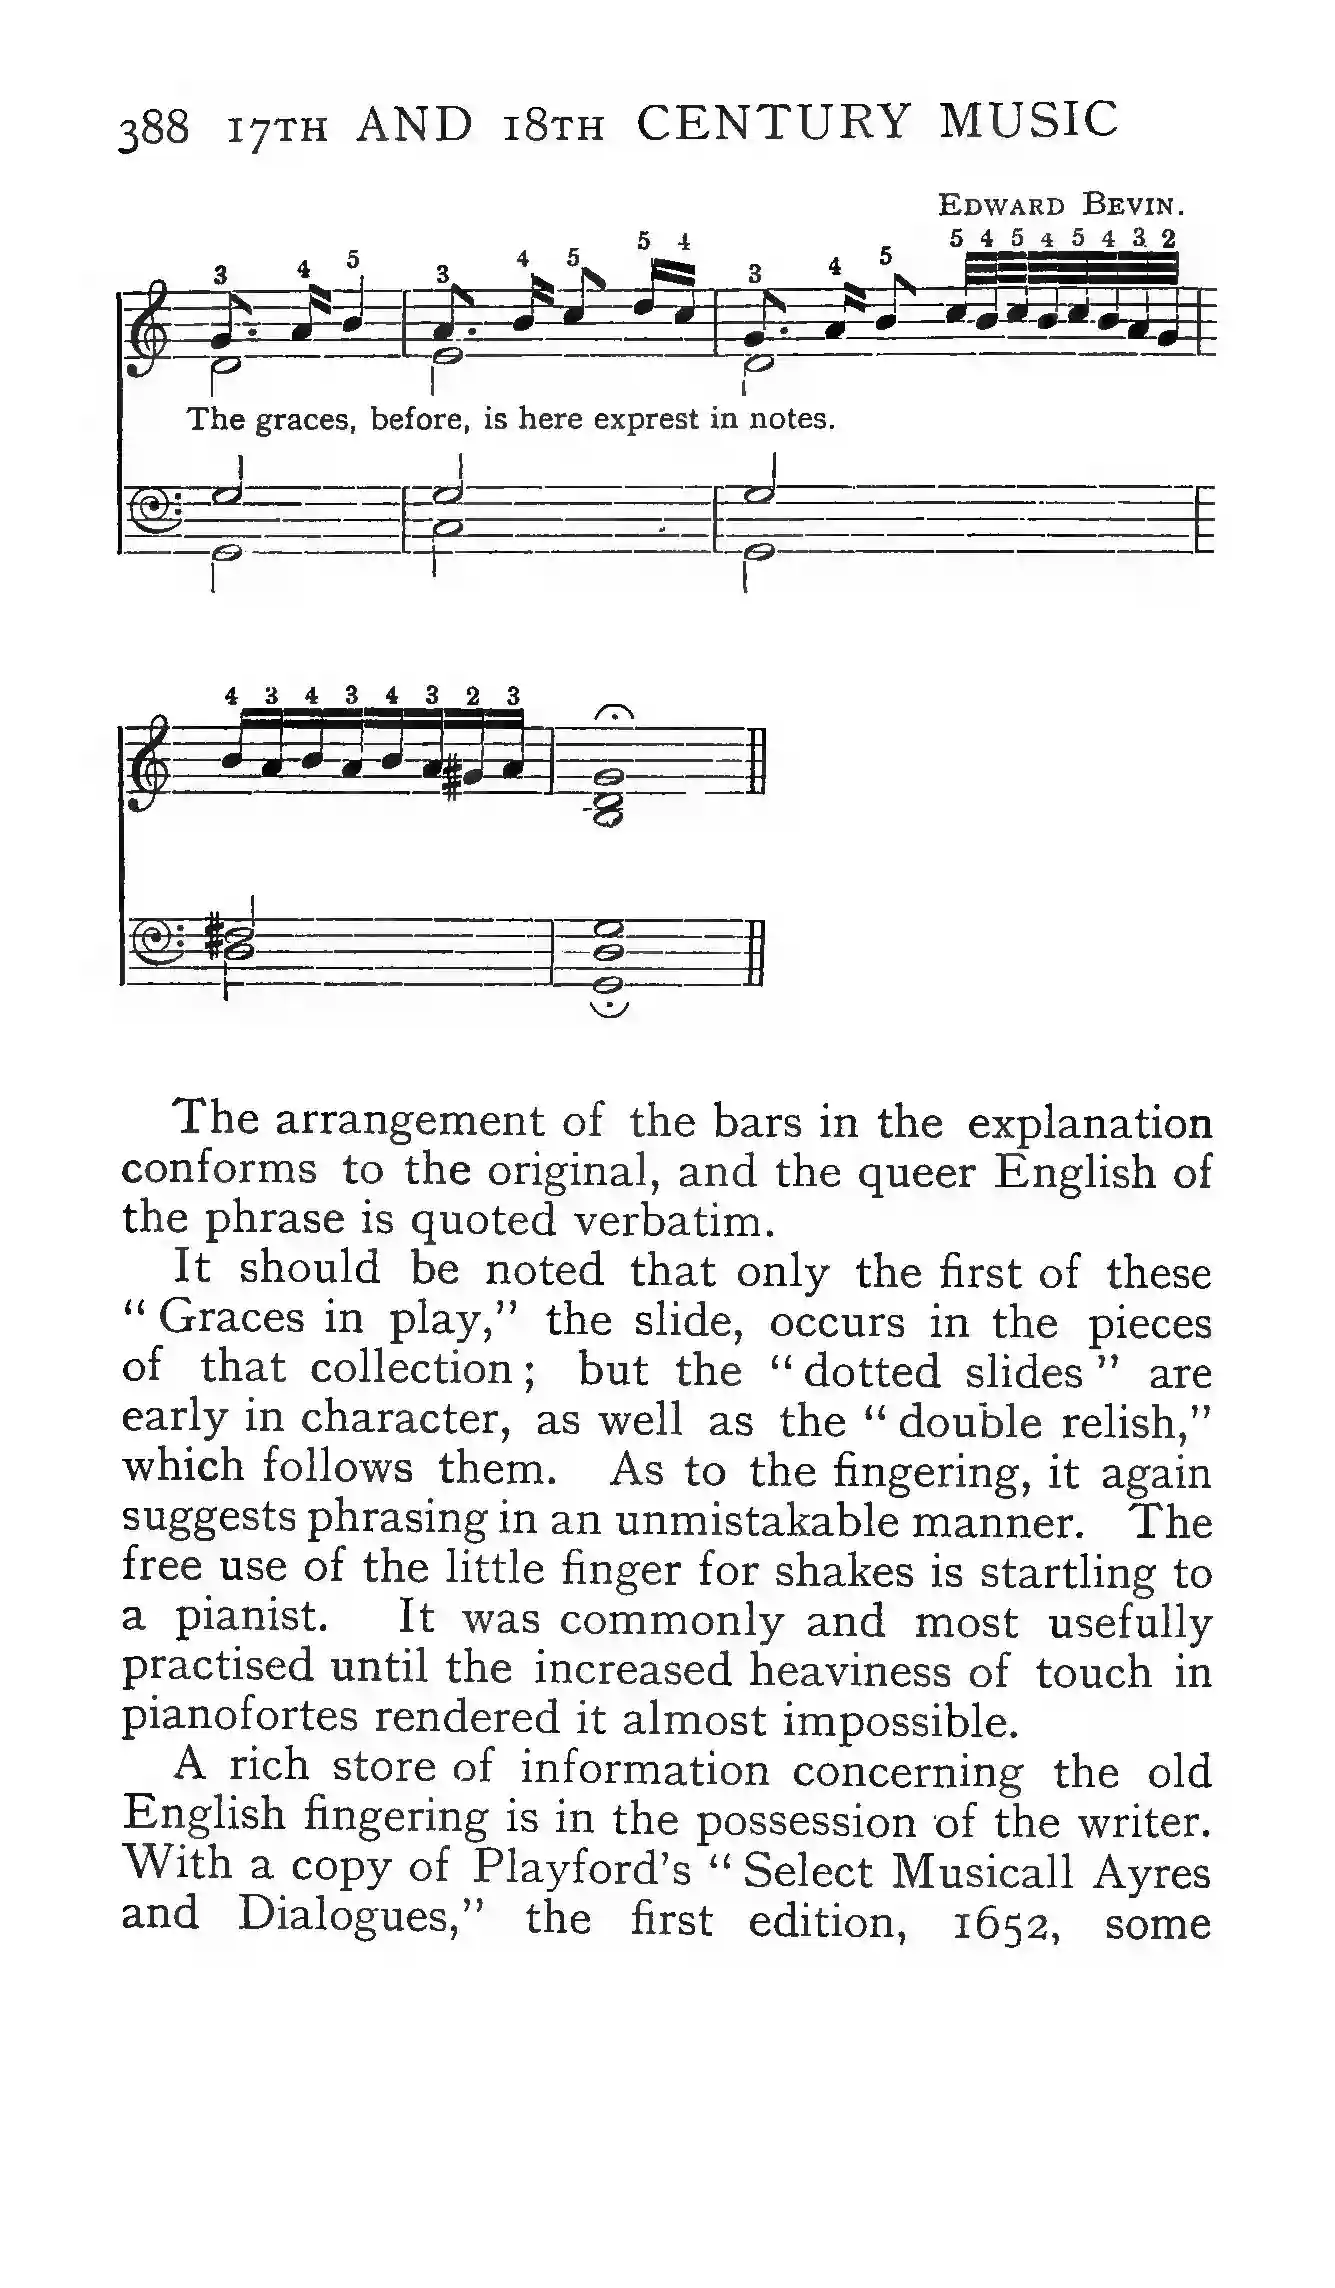 388 17TH AND 18TH CENTURY MUSIC
EDWARD BEVIN.
3 4 5 3 4 5 5 4 3 4 5 5 4 5 4 5 4 3 2
The graces, before, is here exprest in notes.
4 3 4 3 4 3 2 3
The arrangement of the bars in the explanation
conforms to the original, and the queer English of
the phrase is quoted verbatim.
It should be noted that only the first of these
“ Graces in play,” the slide, occurs in the pieces
of that collection ; but the “ dotted slides ” are
early in character, as well as the “ double relish,”
which follows them. As to the fingering, it again
suggests phrasing in an unmistakable manner. The
free use of the little finger for shakes is startling to
a pianist. It was commonly and most usefully
practised until the increased heaviness of touch in
pianofortes rendered it almost impossible.
A rich store of information concerning the old
English fingering is in the possession of the writer.
With a copy of Playford’s “ Select Musicall Ayres
and Dialogues,” the first edition, 1652, some